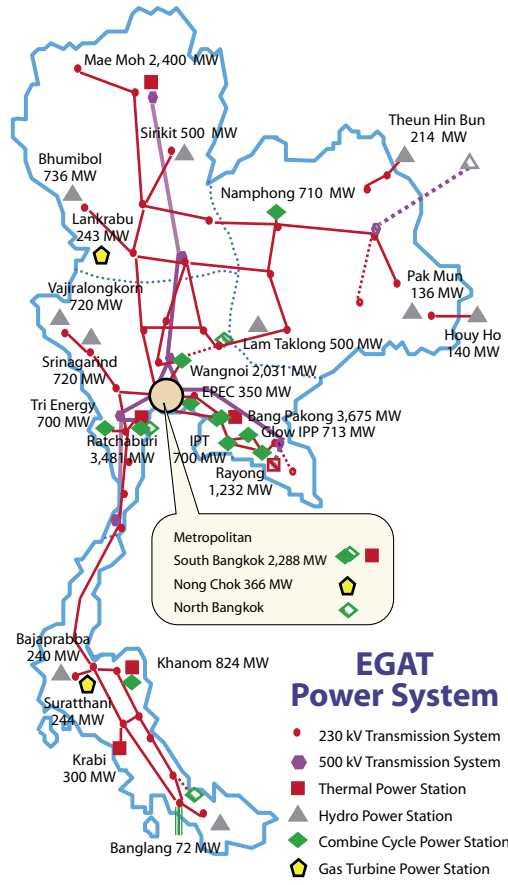 Mae Moh 2,400 MW
Sirikit 500 MW
Theun Hin Bun
214 MW
Bhumibol
736 MW
Namphong 710 MW
Lankrabu
243 MW
Vajiralongkorn
720 MW
Pak Mun
136 MW
Houy Ho
140 MW
Srinagarind
720 MW
Lam Taklong 500 MW
Wangnoi 2,031 MW
EPEC 350 MW
Tri Energy
700 MW
Bang Pakong 3,675 MW
Glow IPP 713 MW
Ratchaburi
3,481 MW
IPT
700 MW
Rayong
1,232 MW
Metropolitan
South Bangkok 2,288 MW
Nong Chok 366 MW
North Bangkok
Bajaprabba
240 MW
Khanom 824 MW
Suratthani
244 MW
Krabi
300 MW
Banglang 72 MW
EGAT
Power System
230 kV Transmission System
500 kV Transmission System
Thermal Power Station
Hydro Power Station
Combine Cycle Power Station
Gas Turbine Power Station